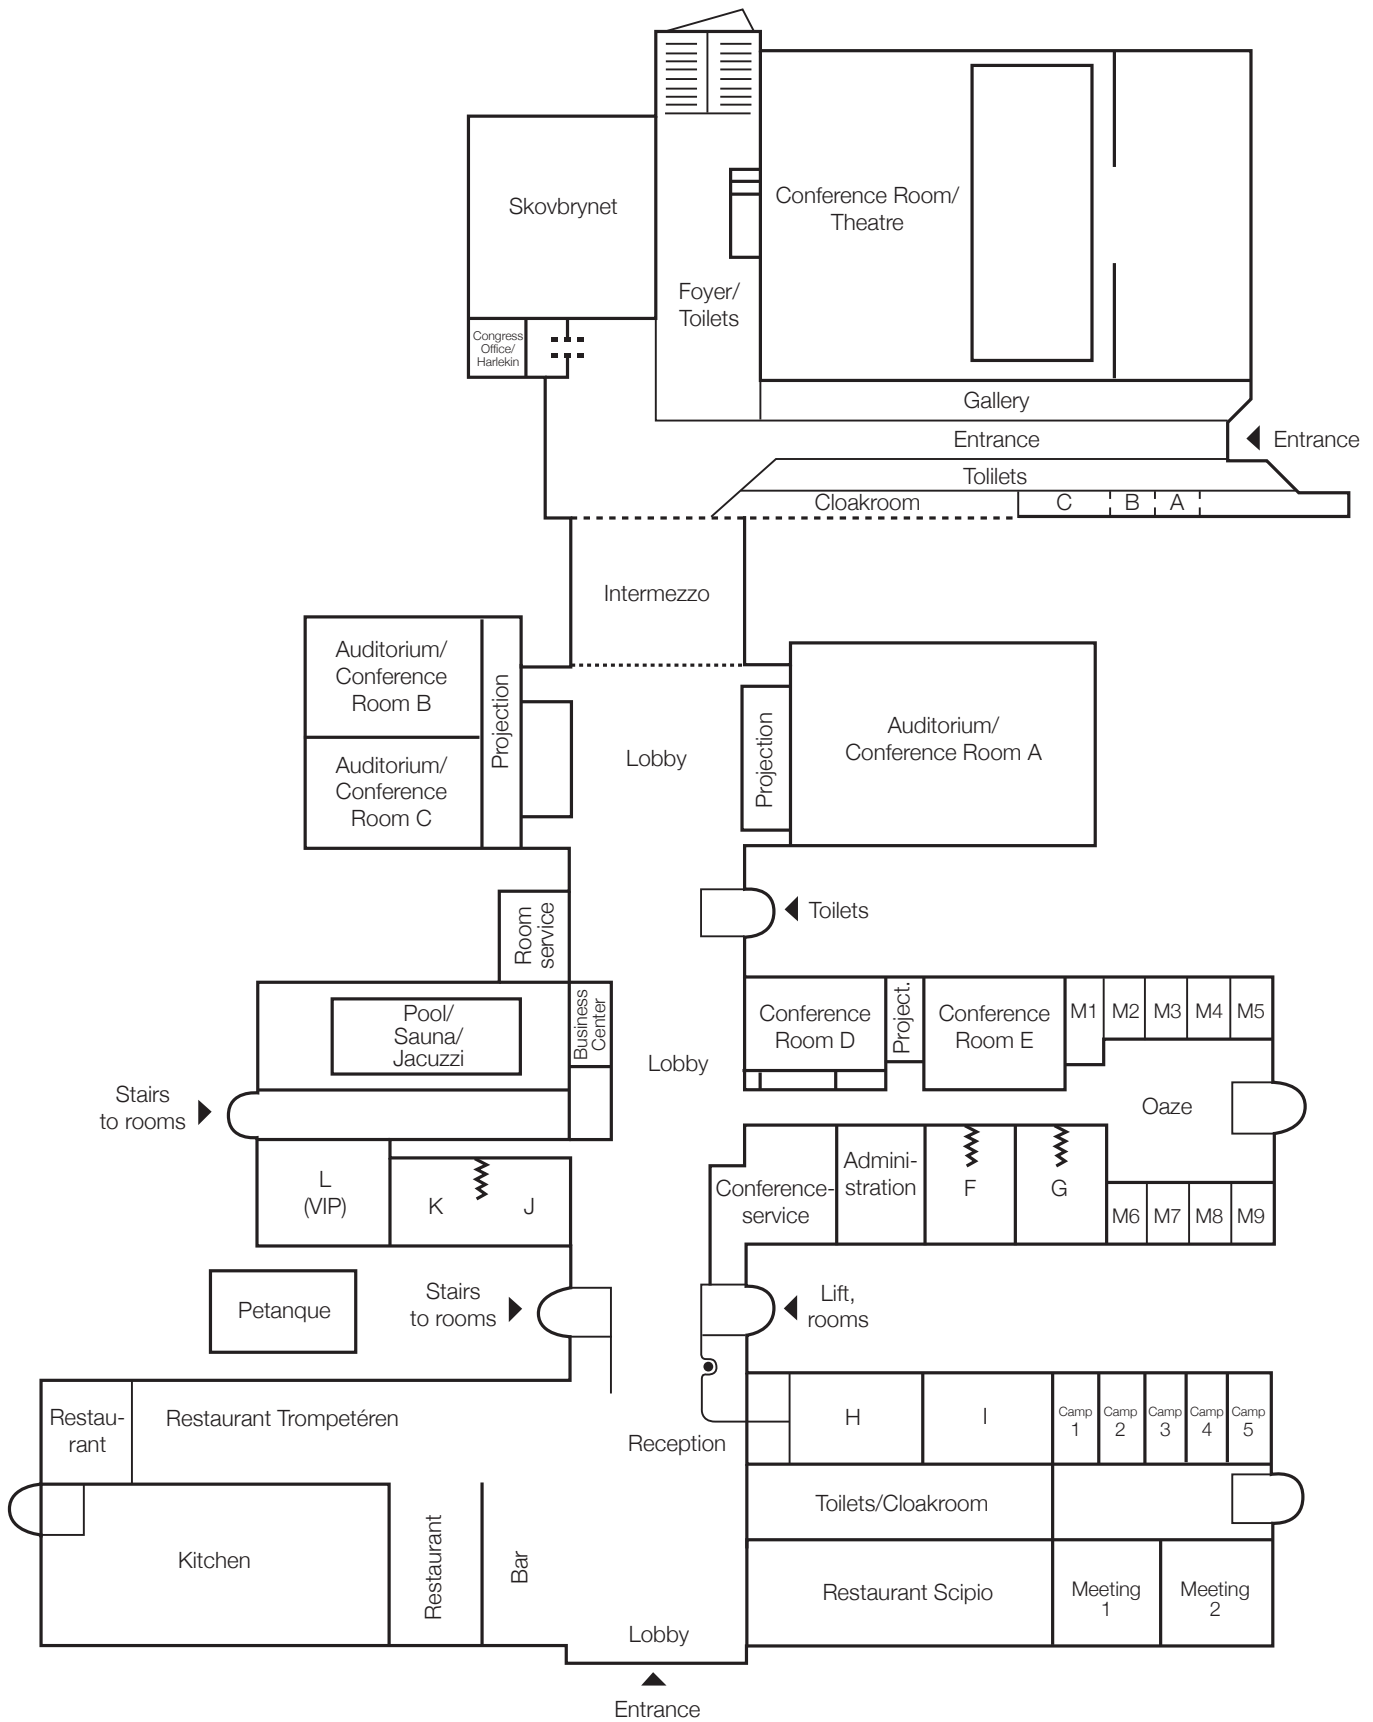 Skovbrynet
Conference Room/
Theatre
Foyer/
Toilets
Congress
Office/
Harlekin
Gallery
Entrance
Entrance
Tolilets
Cloakroom
C
B
A
Intermezzo
Auditorium/
Conference
Room B
Projection
Auditorium/
Conference
Room C
Lobby
Projection
Auditorium/
Conference Room A
Room
service
Toilets
Pool/
Sauna/
Jacuzzi
Business
Center
Lobby
Conference
Room D
Project.
Conference
Room E
M1
M2
M3
M4
M5
Stairs
to rooms
Oaze
L
(VIP)
K
J
Conference-
service
Admini-
stration
F
G
M6
M7
M8
M9
Petanque
Stairs
to rooms
Lift,
rooms
Restau-
rant
Restaurant Trompetéren
Reception
H
I
Camp
1
Camp
2
Camp
3
Camp
4
Camp
5
Toilets/Cloakroom
Kitchen
Restaurant
Bar
Restaurant Scipio
Meeting
1
Meeting
2
Lobby
Entrance